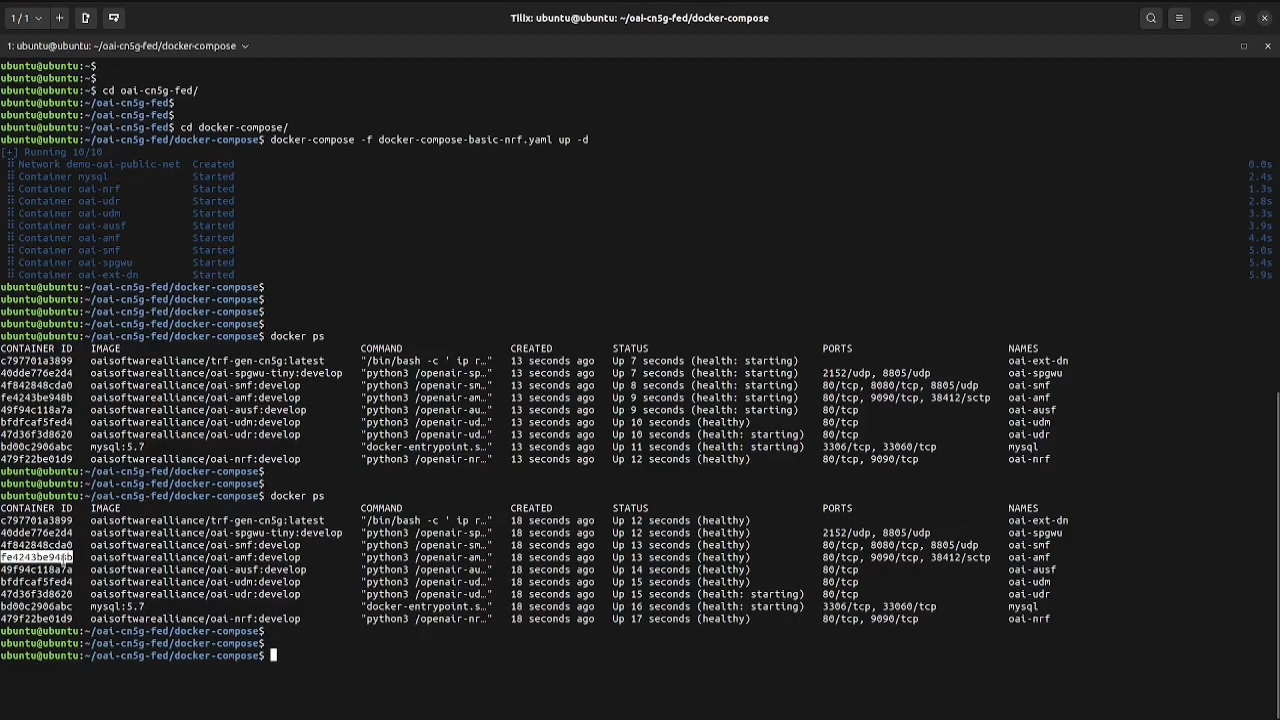 1 / 1
Tilix: ubuntu@ubuntu: ~/oai-cn5g-fed/docker-compose
1: ubuntu@ubuntu: ~/oai-cn5g-fed/docker-compose
ubuntu@ubuntu:~$
ubuntu@ubuntu:~$
ubuntu@ubuntu:~$ cd oai-cn5g-fed/
ubuntu@ubuntu:~/oai-cn5g-fed$
ubuntu@ubuntu:~/oai-cn5g-fed$
ubuntu@ubuntu:~/oai-cn5g-fed$ cd docker-compose/
ubuntu@ubuntu:~/oai-cn5g-fed/docker-compose$ docker-compose -f docker-compose-basic-nrf.yaml up -d
[+] Running 10/10
⠿ Network demo-oai-public-net Created 0.0s
⠿ Container mysql Started 2.4s
⠿ Container oai-nrf Started 1.3s
⠿ Container oai-udr Started 2.8s
⠿ Container oai-udm Started 3.3s
⠿ Container oai-ausf Started 3.9s
⠿ Container oai-amf Started 4.4s
⠿ Container oai-smf Started 5.0s
⠿ Container oai-spgwu Started 5.4s
⠿ Container oai-ext-dn Started 5.9s
ubuntu@ubuntu:~/oai-cn5g-fed/docker-compose$
ubuntu@ubuntu:~/oai-cn5g-fed/docker-compose$
ubuntu@ubuntu:~/oai-cn5g-fed/docker-compose$
ubuntu@ubuntu:~/oai-cn5g-fed/docker-compose$
ubuntu@ubuntu:~/oai-cn5g-fed/docker-compose$ docker ps
CONTAINER ID IMAGE COMMAND CREATED STATUS PORTS NAMES
c797701a3899 oaisoftwarealliance/trf-gen-cn5g:latest "/bin/bash -c ' ip r…" 13 seconds ago Up 7 seconds (health: starting) oai-ext-dn
40dde776e2d4 oaisoftwarealliance/oai-spgwu-tiny:develop "python3 /openair-sp…" 13 seconds ago Up 7 seconds (health: starting) 2152/udp, 8805/udp oai-spgwu
4f842848cda0 oaisoftwarealliance/oai-smf:develop "python3 /openair-sm…" 13 seconds ago Up 8 seconds (health: starting) 80/tcp, 8080/tcp, 8805/udp oai-smf
fe4243be948b oaisoftwarealliance/oai-amf:develop "python3 /openair-am…" 13 seconds ago Up 9 seconds (health: starting) 80/tcp, 9090/tcp, 38412/sctp oai-amf
49f94c118a7a oaisoftwarealliance/oai-ausf:develop "python3 /openair-au…" 13 seconds ago Up 9 seconds (health: starting) 80/tcp oai-ausf
bfdfcaf5fed4 oaisoftwarealliance/oai-udm:develop "python3 /openair-ud…" 13 seconds ago Up 10 seconds (healthy) 80/tcp oai-udm
47d36f3d8620 oaisoftwarealliance/oai-udr:develop "python3 /openair-ud…" 13 seconds ago Up 10 seconds (health: starting) 80/tcp oai-udr
bd00c2906abc mysql:5.7 "docker-entrypoint.s…" 13 seconds ago Up 11 seconds (health: starting) 3306/tcp, 33060/tcp mysql
479f22be01d9 oaisoftwarealliance/oai-nrf:develop "python3 /openair-nr…" 13 seconds ago Up 12 seconds (healthy) 80/tcp, 9090/tcp oai-nrf
ubuntu@ubuntu:~/oai-cn5g-fed/docker-compose$
ubuntu@ubuntu:~/oai-cn5g-fed/docker-compose$
ubuntu@ubuntu:~/oai-cn5g-fed/docker-compose$ docker ps
CONTAINER ID IMAGE COMMAND CREATED STATUS PORTS NAMES
c797701a3899 oaisoftwarealliance/trf-gen-cn5g:latest "/bin/bash -c ' ip r…" 18 seconds ago Up 12 seconds (healthy) oai-ext-dn
40dde776e2d4 oaisoftwarealliance/oai-spgwu-tiny:develop "python3 /openair-sp…" 18 seconds ago Up 12 seconds (healthy) 2152/udp, 8805/udp oai-spgwu
4f842848cda0 oaisoftwarealliance/oai-smf:develop "python3 /openair-sm…" 18 seconds ago Up 13 seconds (healthy) 80/tcp, 8080/tcp, 8805/udp oai-smf
fe4243be948b oaisoftwarealliance/oai-amf:develop "python3 /openair-am…" 18 seconds ago Up 13 seconds (healthy) 80/tcp, 9090/tcp, 38412/sctp oai-amf
49f94c118a7a oaisoftwarealliance/oai-ausf:develop "python3 /openair-au…" 18 seconds ago Up 14 seconds (healthy) 80/tcp oai-ausf
bfdfcaf5fed4 oaisoftwarealliance/oai-udm:develop "python3 /openair-ud…" 18 seconds ago Up 15 seconds (healthy) 80/tcp oai-udm
47d36f3d8620 oaisoftwarealliance/oai-udr:develop "python3 /openair-ud…" 18 seconds ago Up 15 seconds (health: starting) 80/tcp oai-udr
bd00c2906abc mysql:5.7 "docker-entrypoint.s…" 18 seconds ago Up 16 seconds (health: starting) 3306/tcp, 33060/tcp mysql
479f22be01d9 oaisoftwarealliance/oai-nrf:develop "python3 /openair-nr…" 18 seconds ago Up 17 seconds (healthy) 80/tcp, 9090/tcp oai-nrf
ubuntu@ubuntu:~/oai-cn5g-fed/docker-compose$
ubuntu@ubuntu:~/oai-cn5g-fed/docker-compose$
ubuntu@ubuntu:~/oai-cn5g-fed/docker-compose$